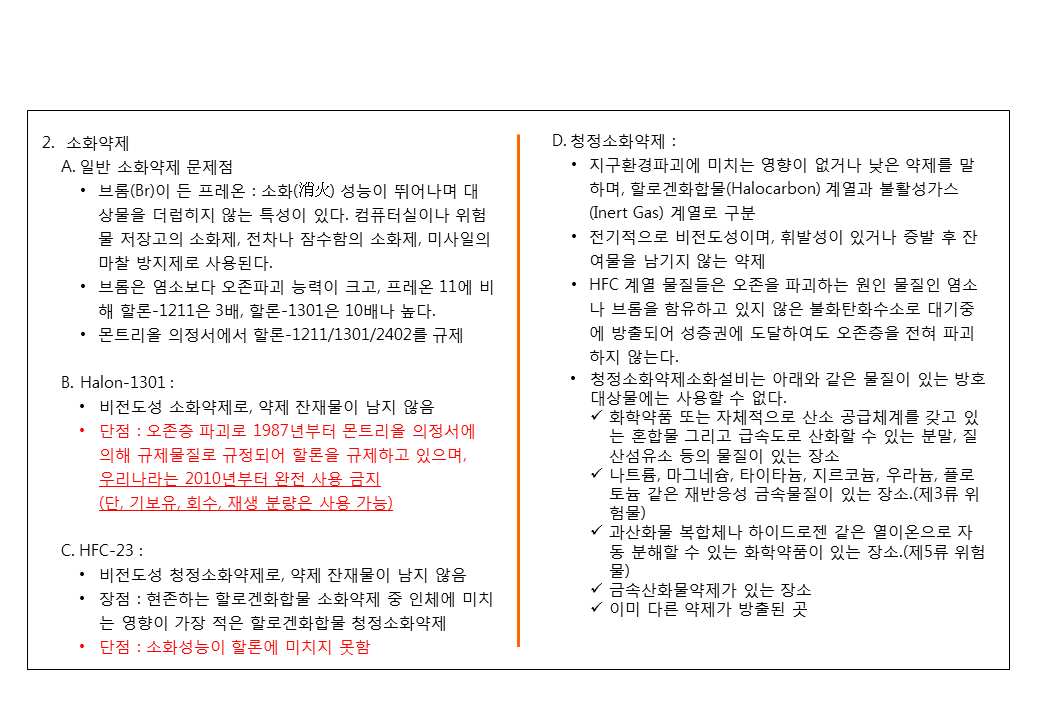 2. 소화약제
A. 일반 소화약제 문제점
• 브롬(Br)이 든 프레온 : 소화(消火) 성능이 뛰어나며 대
상물을 더럽히지 않는 특성이 있다. 컴퓨터실이나 위험
물 저장고의 소화제, 전차나 잠수함의 소화제, 미사일의
마찰 방지제로 사용된다.
• 브롬은 염소보다 오존파괴 능력이 크고, 프레온 11에 비
해 할론-1211은 3배, 할론-1301은 10배나 높다.
• 몬트리올 의정서에서 할론-1211/1301/2402를 규제
B. Halon-1301 :
• 비전도성 소화약제로, 약제 잔재물이 남지 않음
• 단점 : 오존층 파괴로 1987년부터 몬트리올 의정서에
의해 규제물질로 규정되어 할론을 규제하고 있으며,
우리나라는 2010년부터 완전 사용 금지
(단, 기보유, 회수, 재생 분량은 사용 가능)
C. HFC-23 :
• 비전도성 청정소화약제로, 약제 잔재물이 남지 않음
• 장점 : 현존하는 할로겐화합물 소화약제 중 인체에 미치
는 영향이 가장 적은 할로겐화합물 청정소화약제
• 단점 : 소화성능이 할론에 미치지 못함
D. 청정소화약제 :
• 지구환경파괴에 미치는 영향이 없거나 낮은 약제를 말
하며, 할로겐화합물(Halocarbon) 계열과 불활성가스
(Inert Gas) 계열로 구분
• 전기적으로 비전도성이며, 휘발성이 있거나 증발 후 잔
여물을 남기지 않는 약제
• HFC 계열 물질들은 오존을 파괴하는 원인 물질인 염소
나 브롬을 함유하고 있지 않은 불화탄화수소로 대기중
에 방출되어 성층권에 도달하여도 오존층을 전혀 파괴
하지 않는다.
• 청정소화약제소화설비는 아래와 같은 물질이 있는 방호
대상물에는 사용할 수 없다.
✓ 화학약품 또는 자체적으로 산소 공급체계를 갖고 있
는 혼합물 그리고 급속도로 산화할 수 있는 분말, 질
산섬유소 등의 물질이 있는 장소
✓ 나트륨, 마그네슘, 타이타늄, 지르코늄, 우라늄, 플로
토늄 같은 재반응성 금속물질이 있는 장소.(제3류 위
험물)
✓ 과산화물 복합체나 하이드로젠 같은 열이온으로 자
동 분해할 수 있는 화학약품이 있는 장소.(제5류 위험
물)
✓ 금속산화물약제가 있는 장소
✓ 이미 다른 약제가 방출된 곳